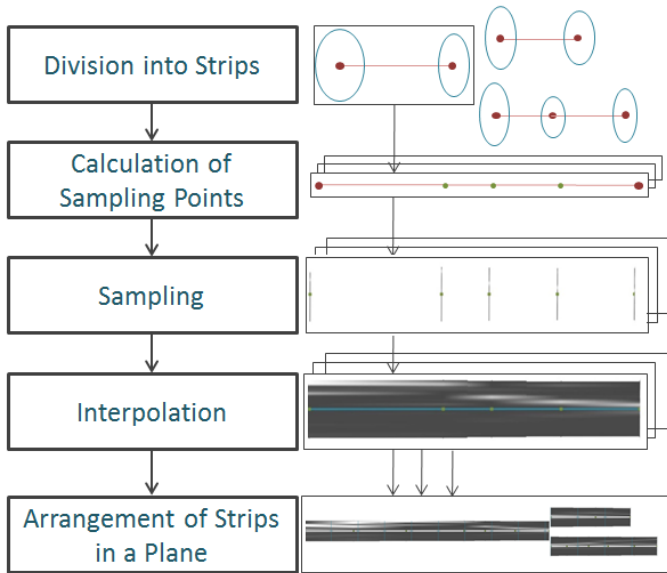 Division into Strips
Calculation of
Sampling Points
Sampling
Interpolation
Arrangement of Strips
in a Plane